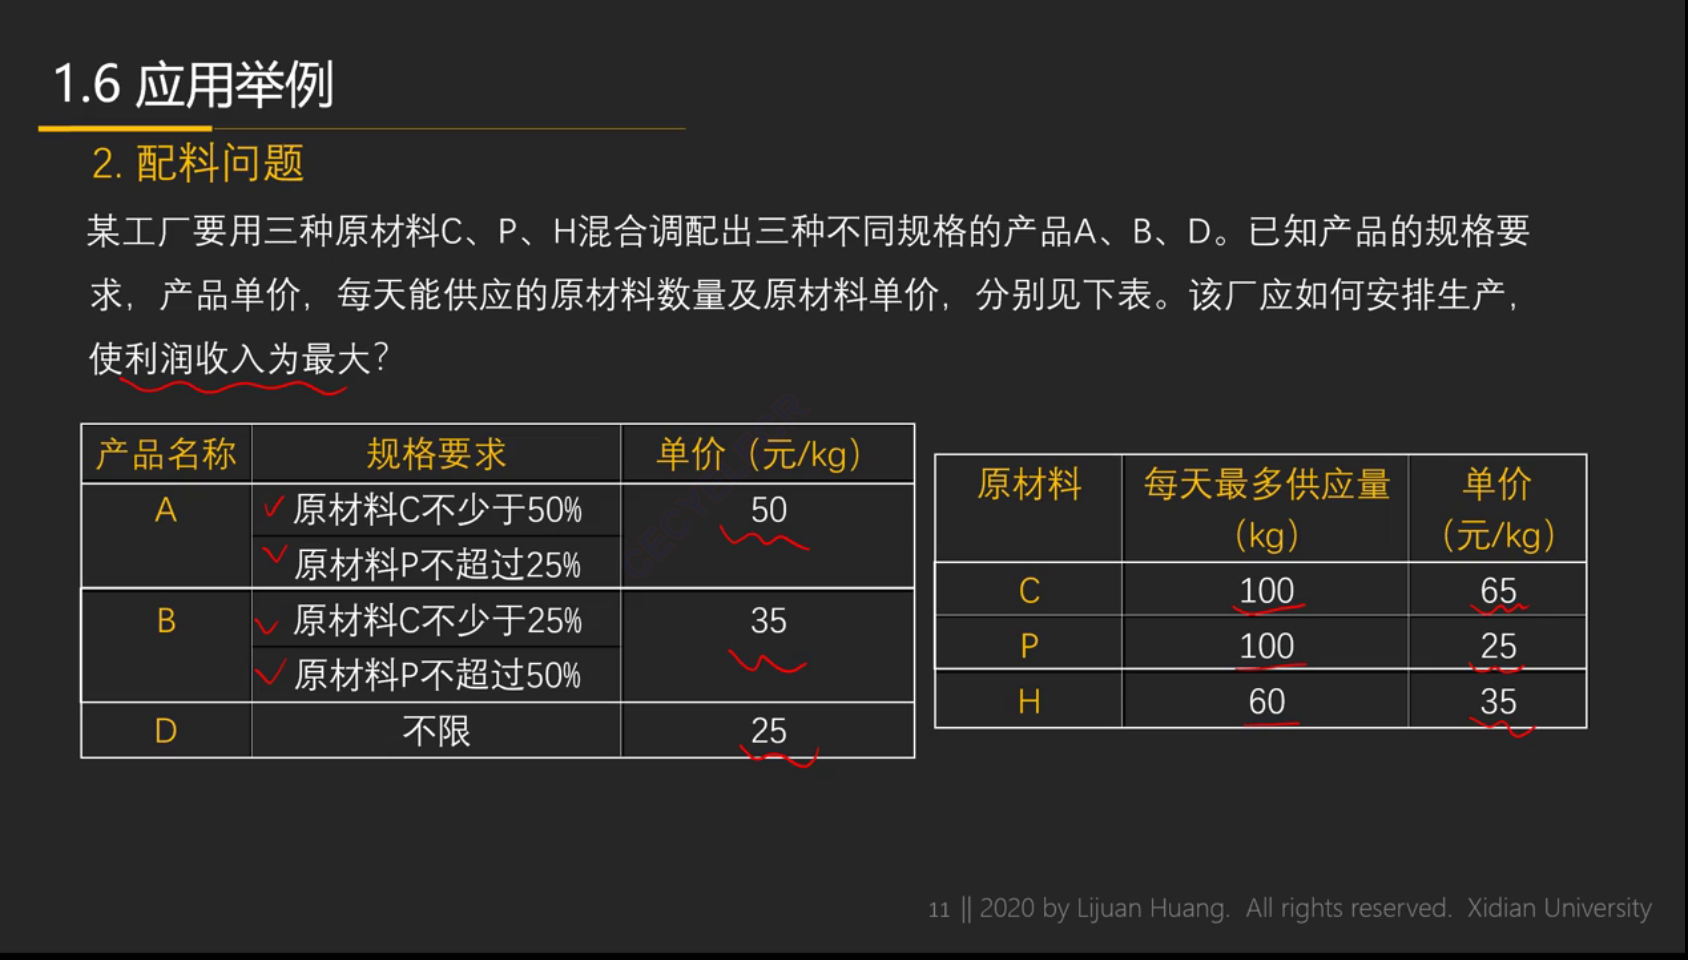 1.6 应用举例
2. 配料问题
某工厂要用三种原材料C、P、H混合调配出三种不同规格的产品A、B、D。已知产品的规格要
求，产品单价，每天能供应的原材料数量及原材料单价，分别见下表。该厂应如何安排生产，
使利润收入为最大？
产品名称 规格要求 单价（元/kg）
A 原材料C不少于50% 50
原材料P不超过25%
B 原材料C不少于25% 35
原材料P不超过50%
D 不限 25
原材料 每天最多供应量 单价
（kg） （元/kg）
C 100 65
P 100 25
H 60 35
11 || 2020 by Lijuan Huang. All rights reserved. Xidian University